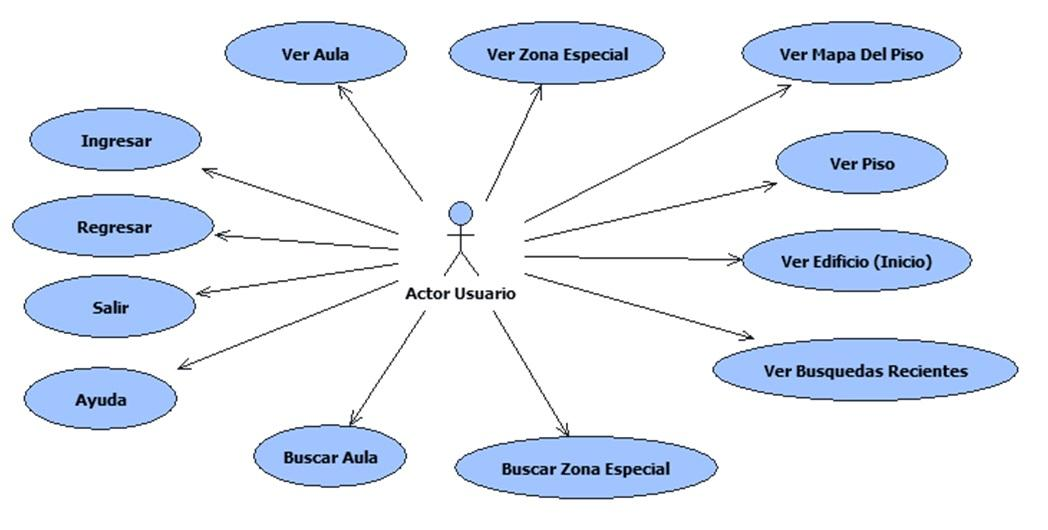 Ver Aula
Ver Zona Especial
Ver Mapa Del Piso
Ingresar
Ver Piso
Regresar
Ver Edificio (Inicio)
Actor Usuario
Salir
Ver Busquedas Recientes
Ayuda
Buscar Aula
Buscar Zona Especial